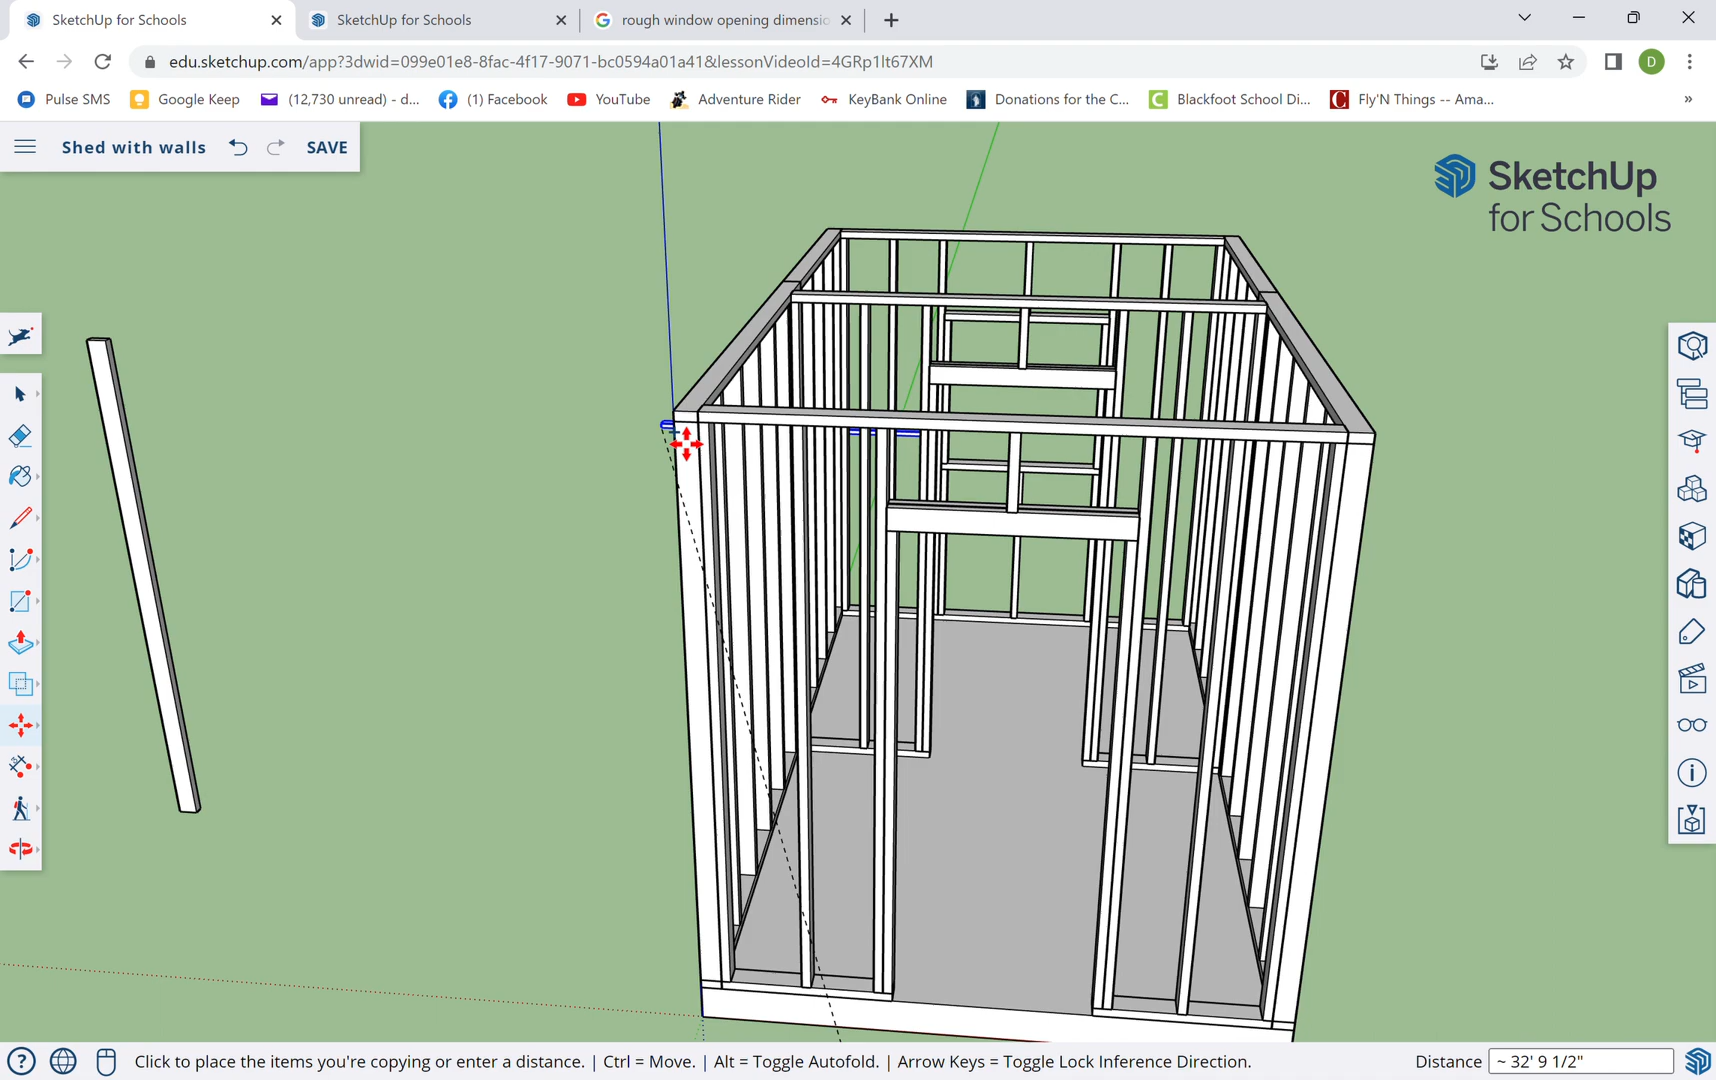 SketchUp for Schools
SketchUp for Schools
rough window opening dimensio
edu.sketchup.com/app?3dwid=099e01e8-8fac-4f17-9071-bc0594a01a41&lessonVideoId=4GRp1lt67XM
D
Pulse SMS
Google Keep
(12,730 unread) - d...
(1) Facebook
YouTube
Adventure Rider
KeyBank Online
Donations for the C...
Blackfoot School Di...
Fly'N Things -- Ama...
»
Shed with walls
SAVE
SketchUp
for Schools
Click to place the items you're copying or enter a distance. | Ctrl = Move. | Alt = Toggle Autofold. | Arrow Keys = Toggle Lock Inference Direction.
Distance ~ 32' 9 1/2"